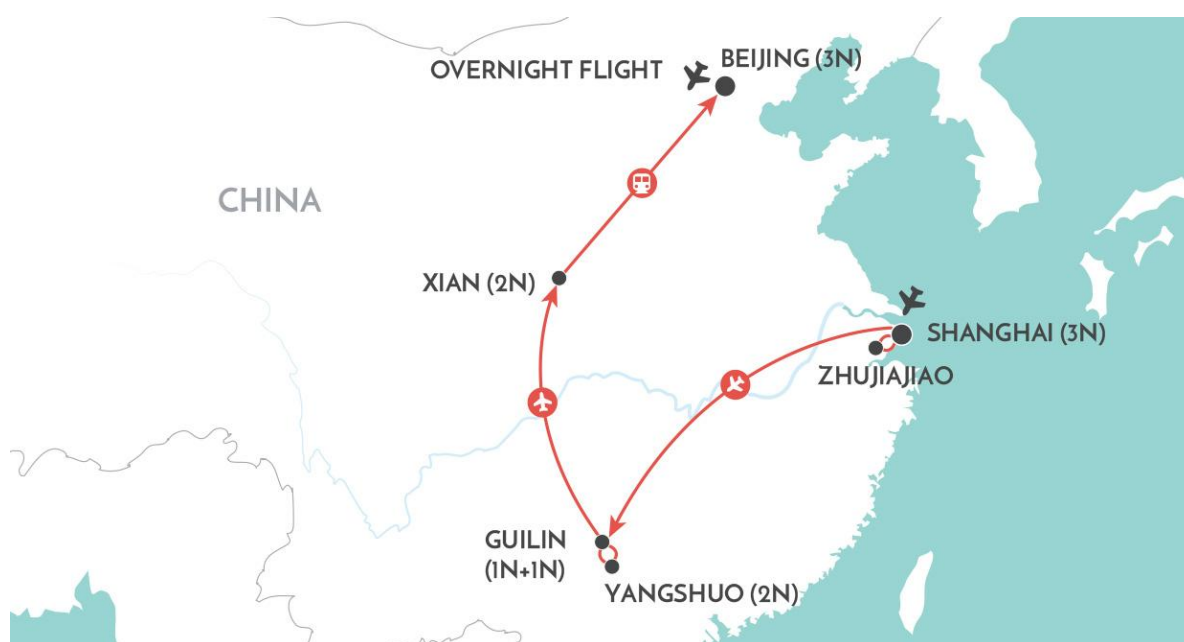 OVERNIGHT FLIGHT
BEIJING (3N)
CHINA
XIAN (2N)
SHANGHAI (3N)
ZHUJIAJIAO
GUILIN
(1N+1N)
YANGSHUO (2N)